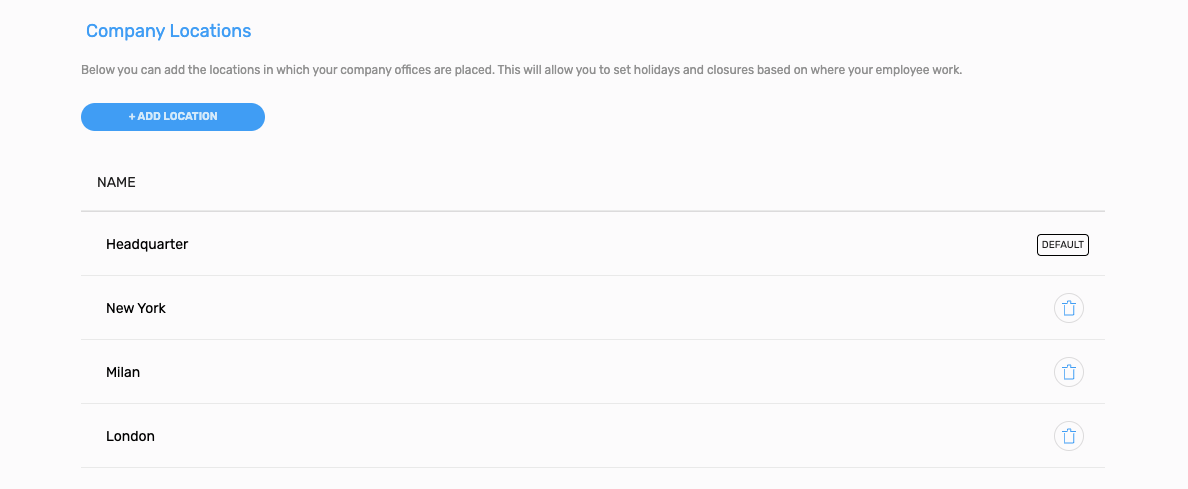 Company Locations
Below you can add the locations in which your company offices are placed. This will allow you to set holidays and closures based on where your employee work.
+ ADD LOCATION
NAME
Headquarter
DEFAULT
New York
Milan
London